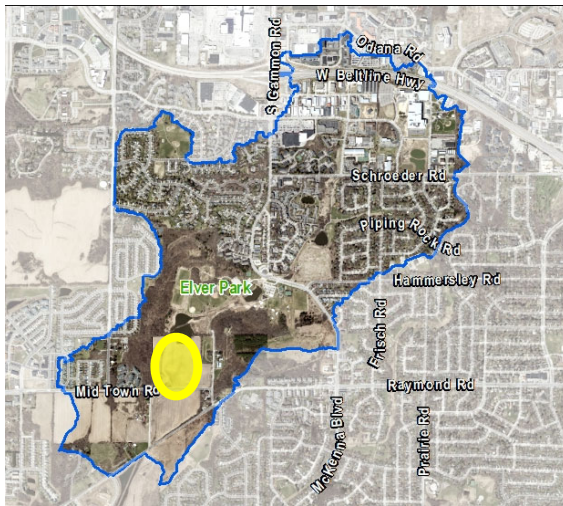 S Gammon Rd
Odana Rd
W Beltline Hwy
Schroeder Rd
Piping Rock Rd
Hammersley Rd
Elver Park
Frisch Rd
Mid Town Rd
Raymond Rd
McKenna Blvd
Prairie Rd